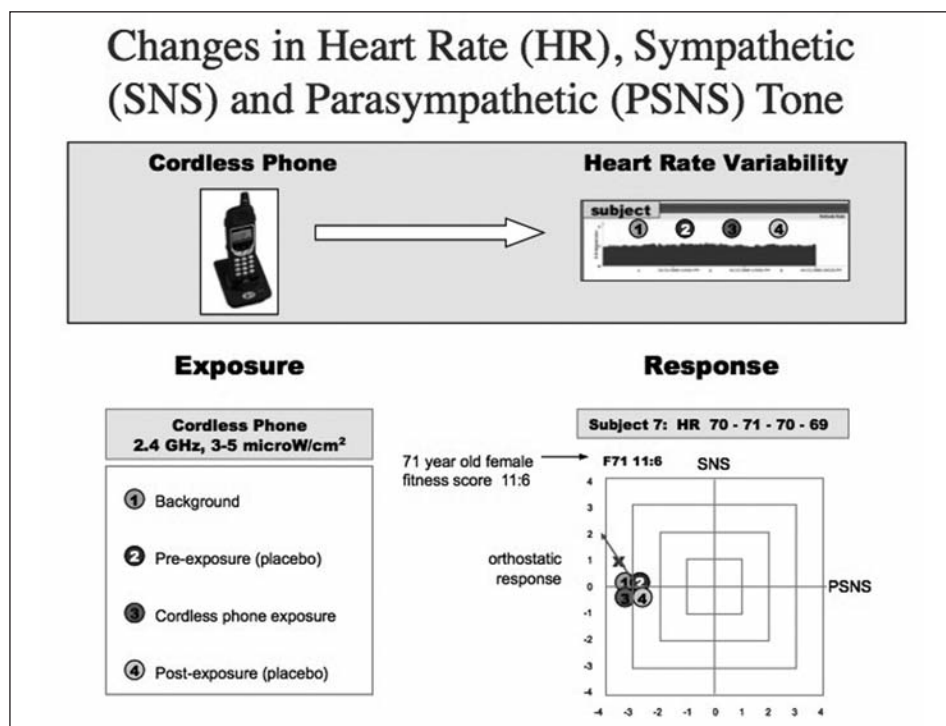 Changes in Heart Rate (HR), Sympathetic
(SNS) and Parasympathetic (PSNS) Tone
Cordless Phone
Heart Rate Variability
subject
1 2 3 4
Exposure
Response
Cordless Phone
2.4 GHz, 3-5 microW/cm²
1 Background
2 Pre-exposure (placebo)
3 Cordless phone exposure
4 Post-exposure (placebo)
Subject 7: HR 70 - 71 - 70 - 69
71 year old female
fitness score 11:6
F71 11:6
SNS
orthostatic
response
PSNS
4
3
2
1
0
-1
-2
-3
-4
1 2
3 4
-4 -3 -2 -1 0 1 2 3 4